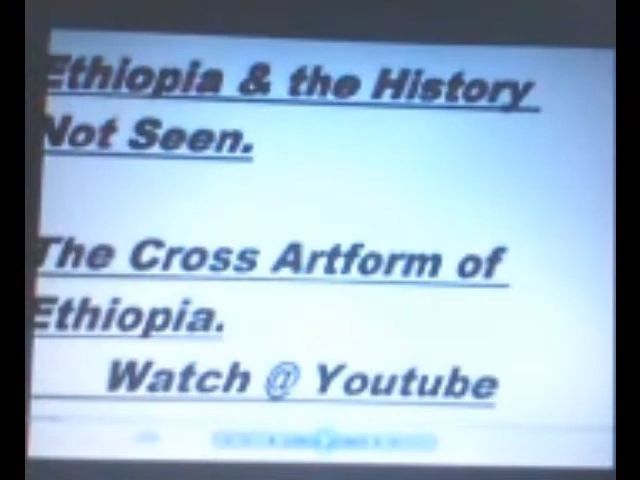 Ethiopia & the History
Not Seen.
The Cross Artform of
Ethiopia.
Watch @ Youtube